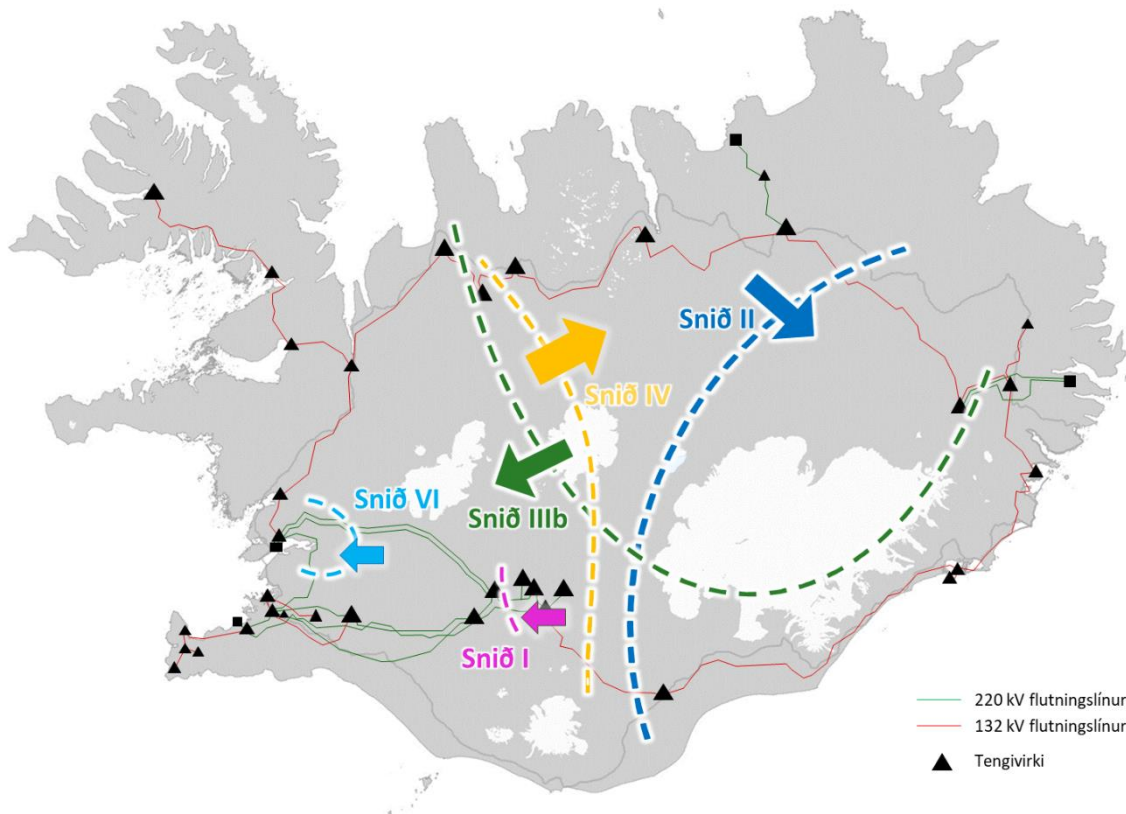 Snið II
Snið IV
Snið VI
Snið IIIb
Snið I
220 kV flutningslínur
132 kV flutningslínur
Tengivirki